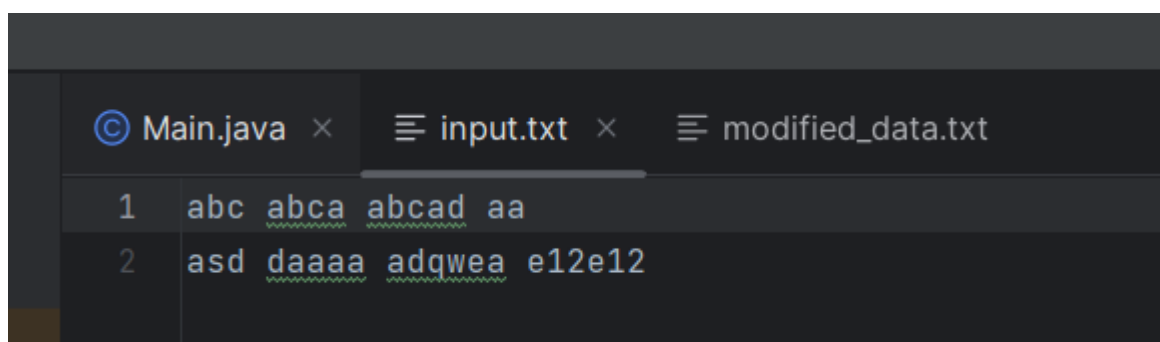 Main.java input.txt modified_data.txt
1 abc abca abcad aa
2 asd daaaa adqwea e12e12